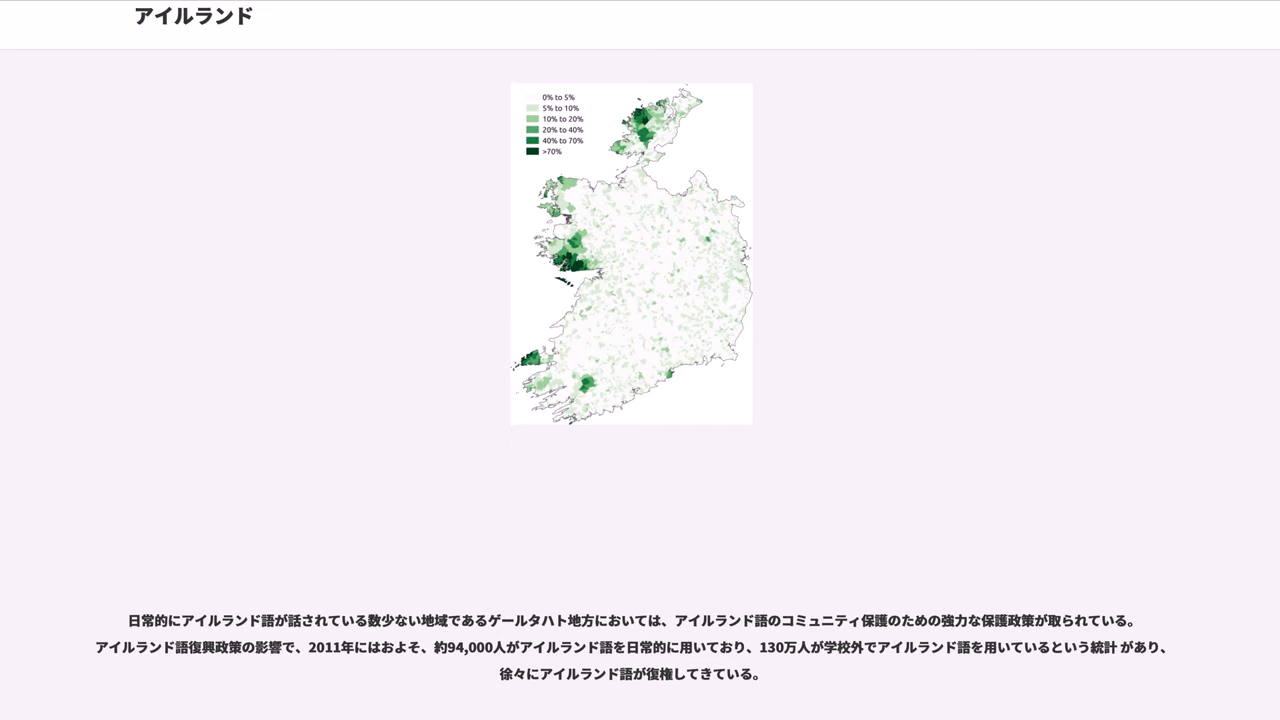 アイルランド
0% to 5%
5% to 10%
10% to 20%
20% to 40%
40% to 70%
>70%
日常的にアイルランド語が話されている数少ない地域であるゲールタハト地方においては、アイルランド語のコミュニティ保護のための強力な保護政策が取られている。
アイルランド語復興政策の影響で、2011年にはおよそ、約94,000人がアイルランド語を日常的に用いており、130万人が学校外でアイルランド語を用いているという統計 があり、
徐々にアイルランド語が復権してきている。